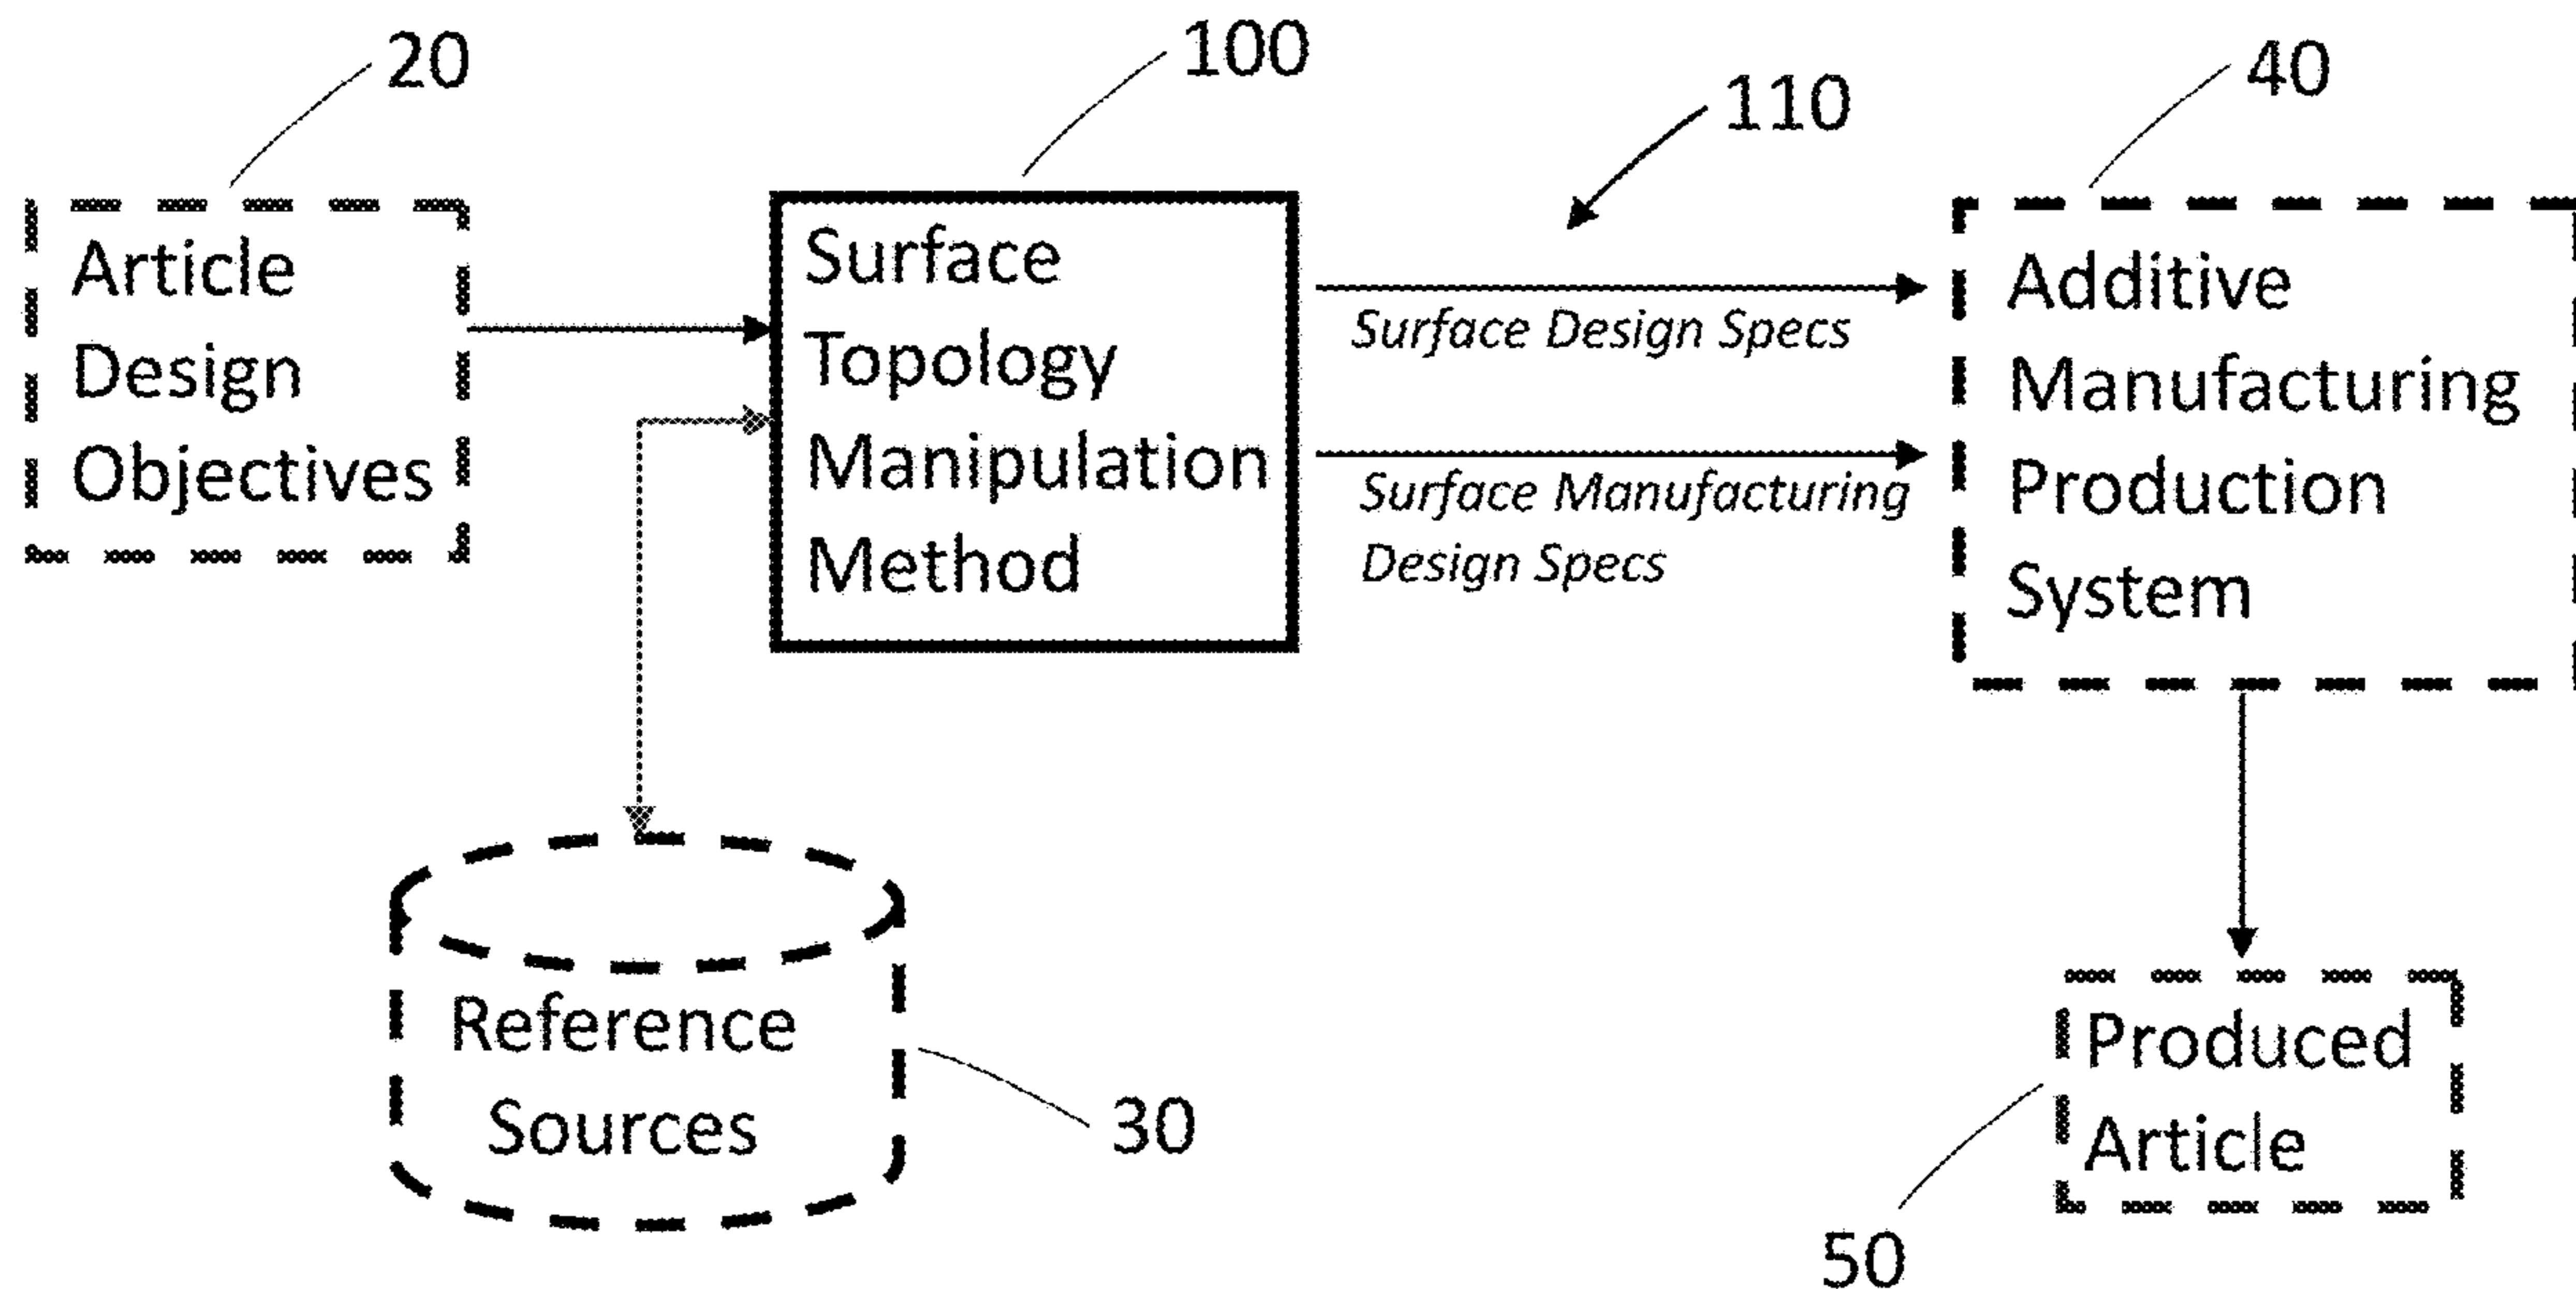 20
100
110
40
Article
Design
Objectives
Surface
Topology
Manipulation
Method
Surface Design Specs
Surface Manufacturing
Design Specs
Additive
Manufacturing
Production
System
Reference
Sources
30
Produced
Article
50